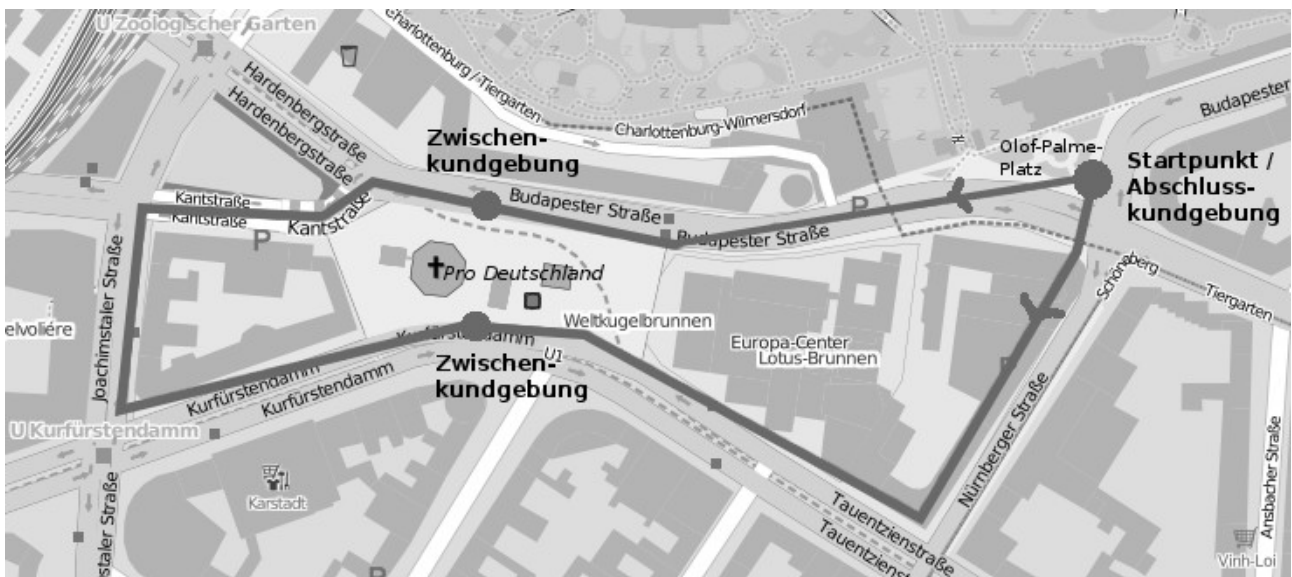 U Zoologischer Garten
Charlottenburg / Tiergarten
Hardenbergstraße
Hardenbergstraße
Charlottenburg-Wilmersdorf
Budapester
Zwischen-
kundgebung
Olof-Palme-
Platz
Startpunkt /
Abschluss-
kundgebung
Kantstraße
Kantstraße
Kantstraße
P
Budapester Straße
P
Budapester Straße
Pro Deutschland
Schöneberg
Tiergarten
Joachimstaler Straße
elvoliére
Weltkugelbrunnen
Europa-Center
Lotus-Brunnen
Kurfürstendamm
U1
Zwischen-
kundgebung
Kurfürstendamm
Kurfürstendamm
U Kurfürstendamm
Nürnberger Straße
Ansbacher Straße
Karstadt
Tauentzienstraße
Tauentzienst
staler Straße
P
Vinh-Loi